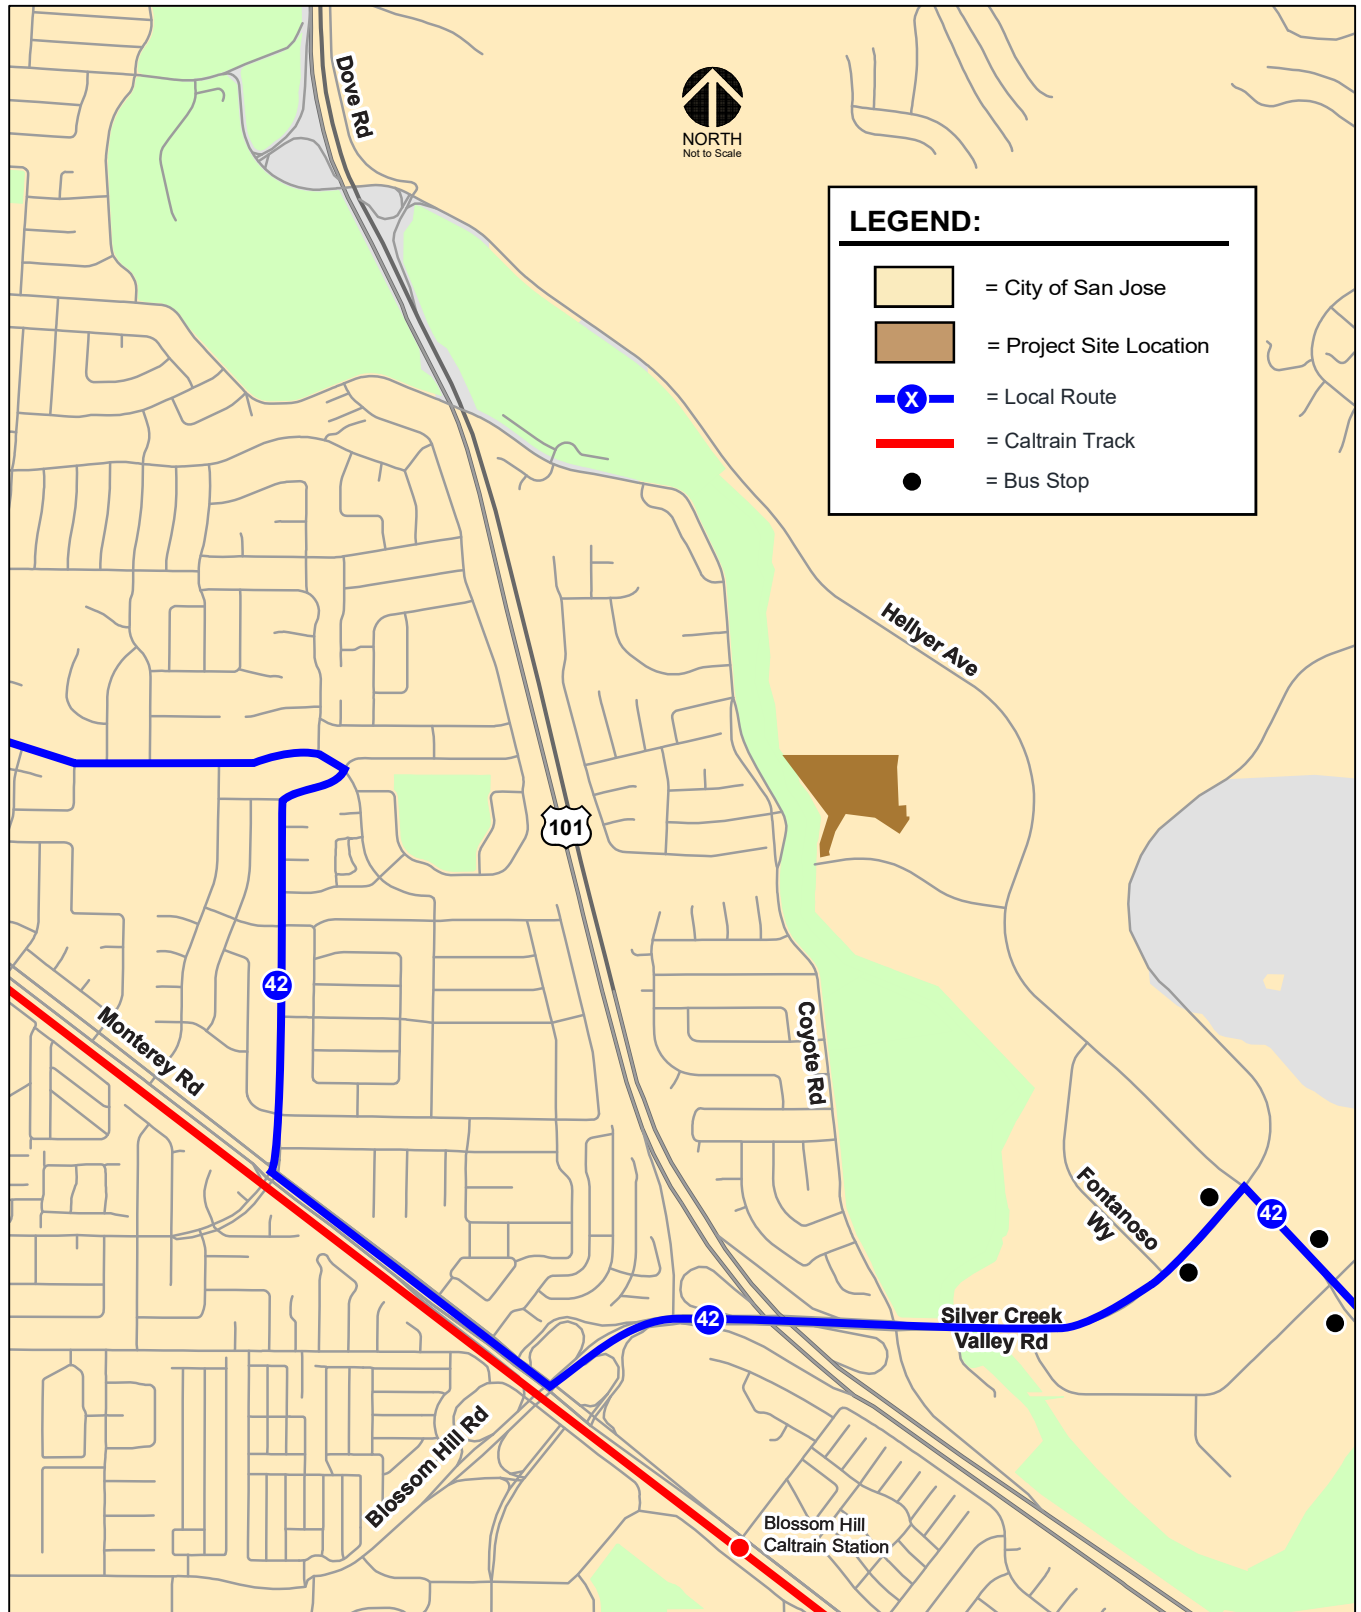 Dove Rd
NORTH
Not to Scale
LEGEND:
= City of San Jose
= Project Site Location
X
= Local Route
= Caltrain Track
= Bus Stop
Hellyer Ave
101
42
Monterey Rd
Coyote Rd
Fontanoso
Wy
42
42
Silver Creek
Valley Rd
Blossom Hill Rd
Blossom Hill
Caltrain Station